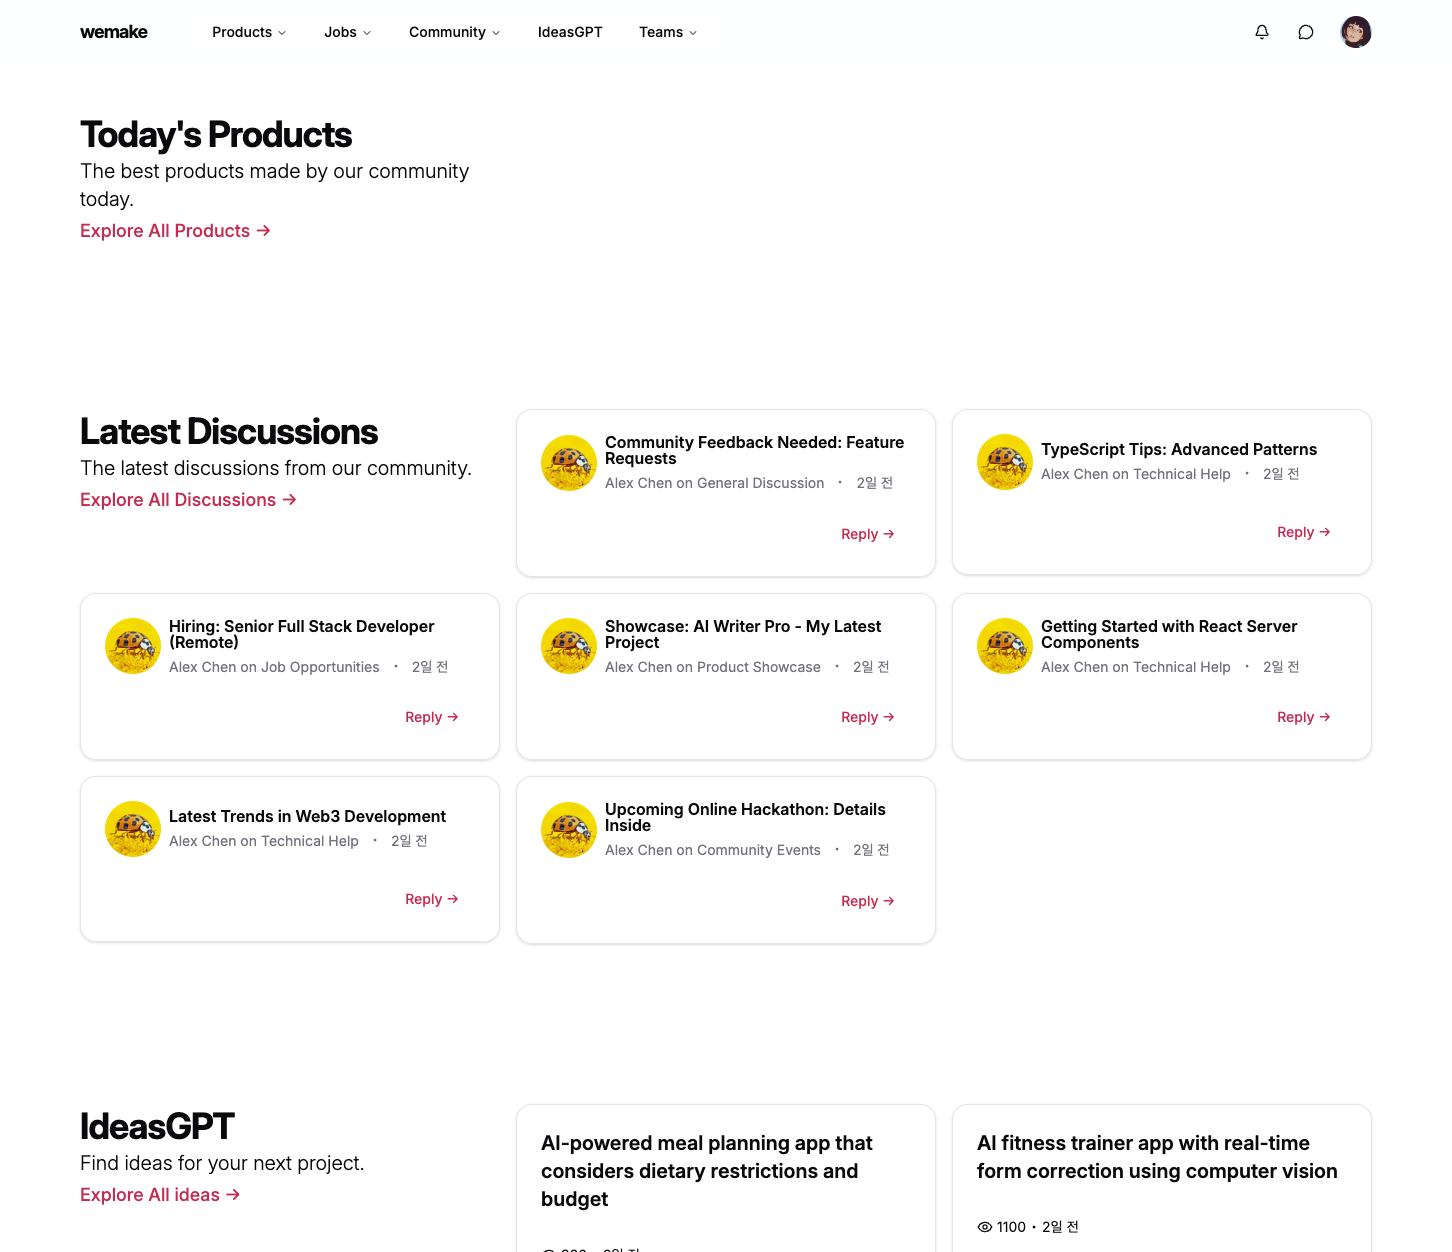 wemake
Products
Jobs
Community
IdeasGPT
Teams
Today's Products
The best products made by our community
today.
Explore All Products →
Latest Discussions
The latest discussions from our community.
Explore All Discussions →
Community Feedback Needed: Feature
Requests
Alex Chen on General Discussion • 2일 전
Reply →
TypeScript Tips: Advanced Patterns
Alex Chen on Technical Help • 2일 전
Reply →
Hiring: Senior Full Stack Developer
(Remote)
Alex Chen on Job Opportunities • 2일 전
Reply →
Showcase: AI Writer Pro - My Latest
Project
Alex Chen on Product Showcase • 2일 전
Reply →
Getting Started with React Server
Components
Alex Chen on Technical Help • 2일 전
Reply →
Latest Trends in Web3 Development
Alex Chen on Technical Help • 2일 전
Reply →
Upcoming Online Hackathon: Details
Inside
Alex Chen on Community Events • 2일 전
Reply →
IdeasGPT
Find ideas for your next project.
Explore All ideas →
AI-powered meal planning app that
considers dietary restrictions and
budget
AI fitness trainer app with real-time
form correction using computer vision
1100 • 2일 전